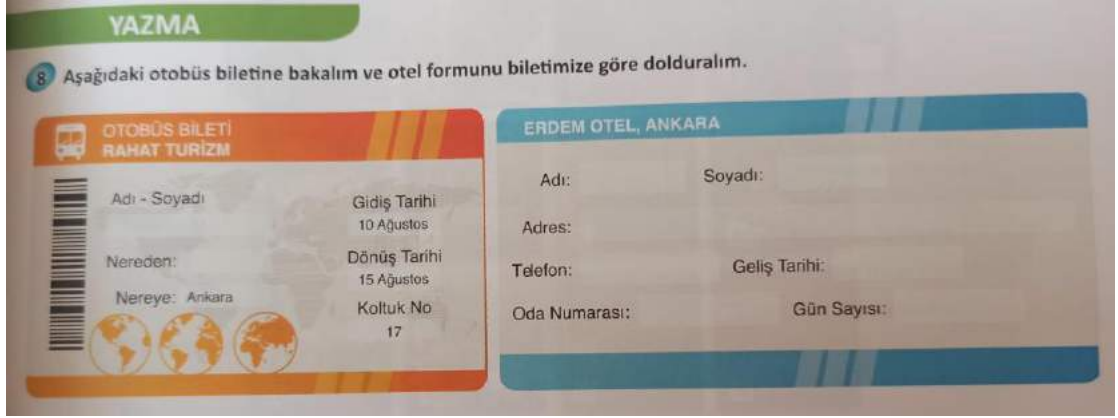 YAZMA
8 Aşağıdaki otobüs biletine bakalım ve otel formunu biletimize göre dolduralım.
OTOBÜS BİLETİ
RAHAT TURİZM
Adı - Soyadı
Gidiş Tarihi
10 Ağustos
Nereden:
Dönüş Tarihi
15 Ağustos
Nereye: Ankara
Koltuk No
17
ERDEM OTEL, ANKARA
Adı: Soyadı:
Adres:
Telefon: Geliş Tarihi:
Oda Numarası: Gün Sayısı: